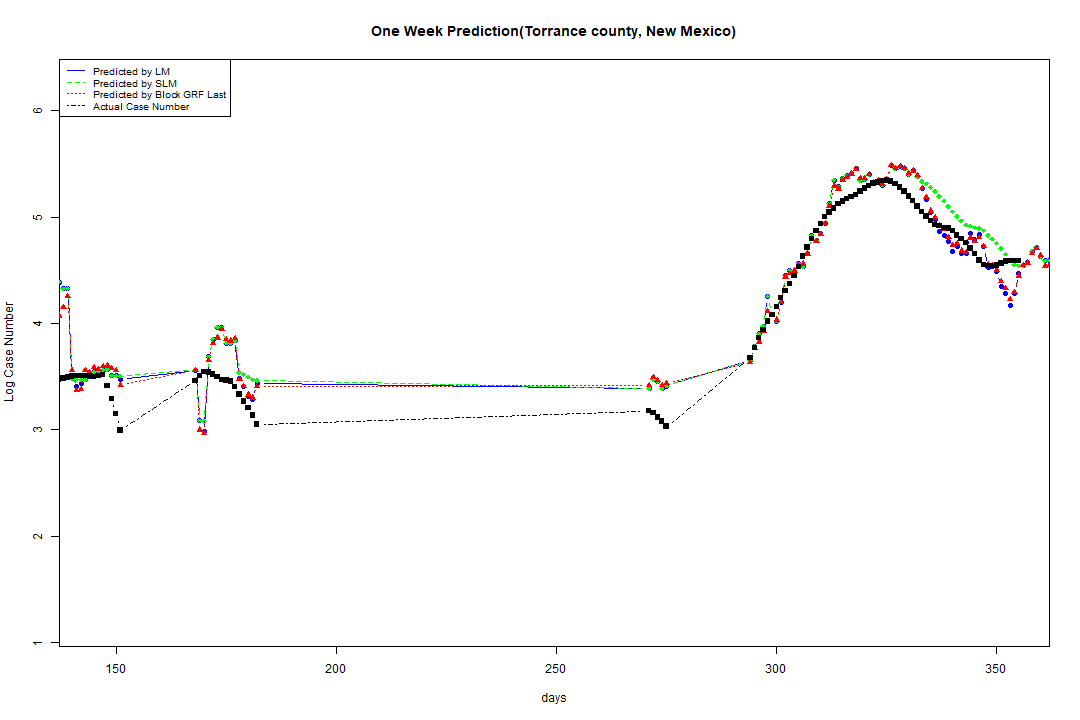 One Week Prediction(Torrance county, New Mexico)
Predicted by LM
Predicted by SLM
Predicted by Block GRF Last
Actual Case Number
6
5
4
3
2
1
Log Case Number
150 200 250 300 350
days